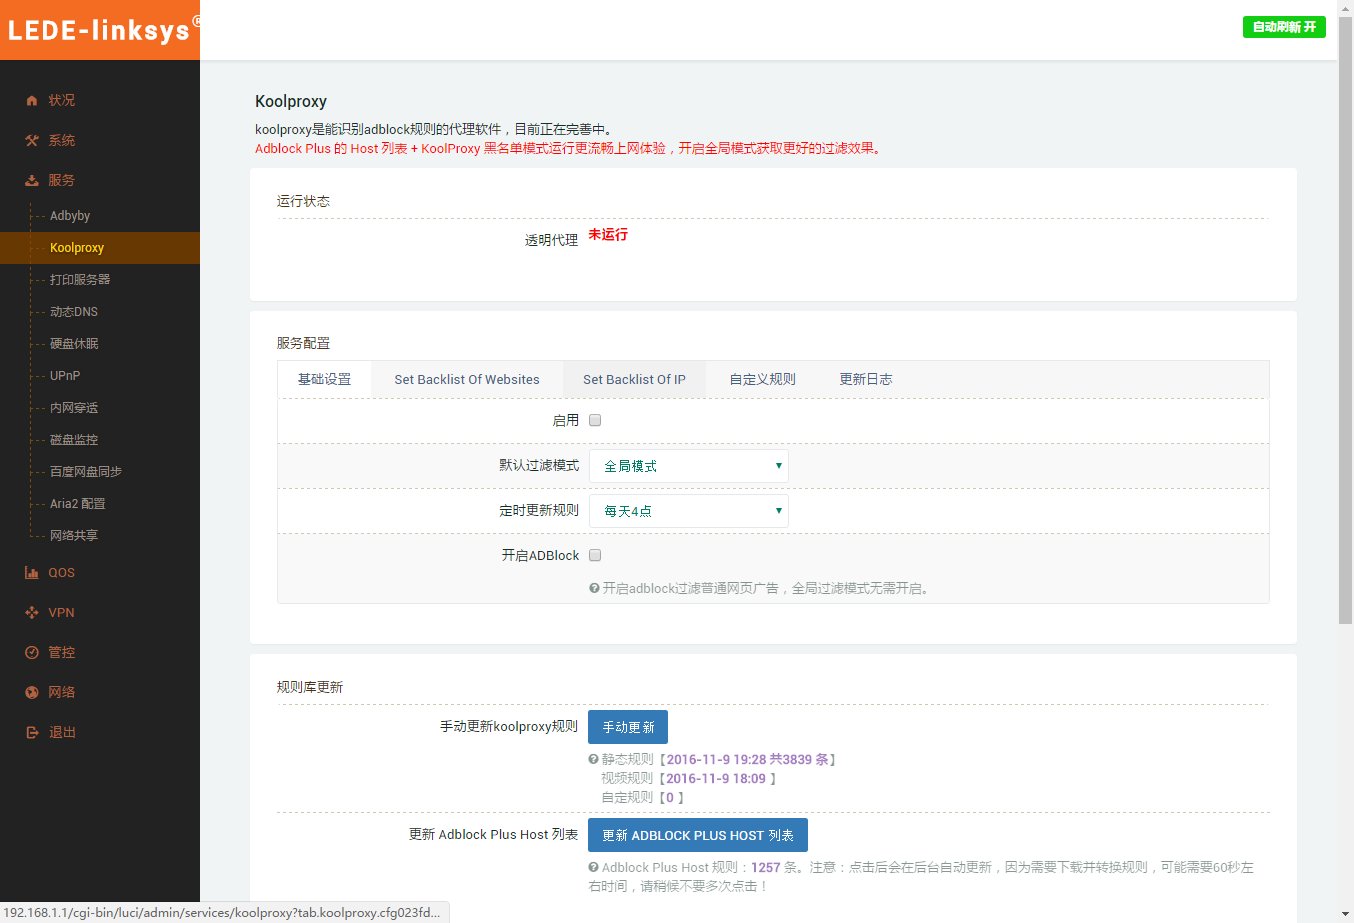 LEDE-linksys®
自动刷新 开
状况
系统
服务
Adbyby
Koolproxy
打印服务器
动态DNS
硬盘休眠
UPnP
内网穿透
磁盘监控
百度网盘同步
Aria2 配置
网络共享
QOS
VPN
管控
网络
退出
Koolproxy
koolproxy是能识别adblock规则的代理软件，目前正在完善中。
Adblock Plus 的 Host 列表 + KoolProxy 黑名单模式运行更流畅上网体验，开启全局模式获取更好的过滤效果。
运行状态
透明代理 未运行
服务配置
基础设置 Set Backlist Of Websites Set Backlist Of IP 自定义规则 更新日志
启用
默认过滤模式 全局模式
定时更新规则 每天4点
开启ADBlock
开启adblock过滤普通网页广告，全局过滤模式无需开启。
规则库更新
手动更新koolproxy规则 手动更新
静态规则【2016-11-9 19:28 共3839 条】
视频规则【2016-11-9 18:09 】
自定规则【0 】
更新 Adblock Plus Host 列表 更新 ADBLOCK PLUS HOST 列表
Adblock Plus Host 规则：1257 条。注意：点击后会在后台自动更新，因为需要下载并转换规则，可能需要60秒左
右时间，请稍候不要多次点击！
192.168.1.1/cgi-bin/luci/admin/services/koolproxy?tab.koolproxy.cfg023fd...